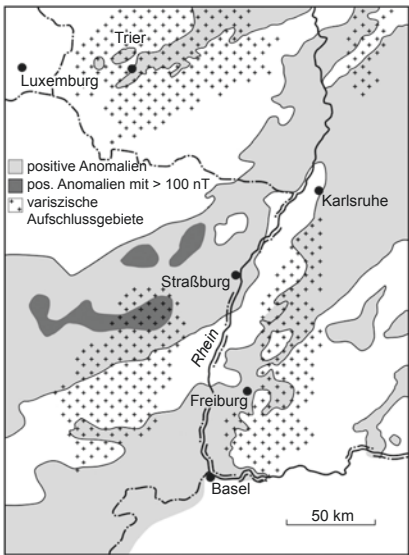 Trier
Luxemburg
positive Anomalien
pos. Anomalien mit > 100 nT
variszische
Aufschlussgebiete
Karlsruhe
Straßburg
Rhein
Freiburg
Basel
50 km